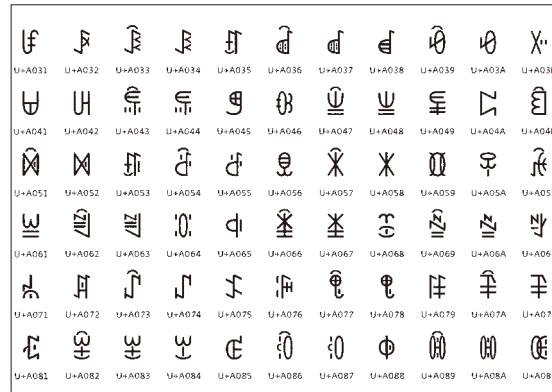 ꀱ ꀲ ꀳ ꀴ ꀵ ꀶ ꀷ ꀸ ꀹ ꀺ
U+A031 U+A032 U+A033 U+A034 U+A035 U+A036 U+A037 U+A038 U+A039 U+A03A
ꁁ ꁂ ꁃ ꁄ ꁅ ꁆ ꁇ ꁈ ꁉ ꁊ
U+A041 U+A042 U+A043 U+A044 U+A045 U+A046 U+A047 U+A048 U+A049 U+A04A
ꁑ ꁒ ꁓ ꁔ ꁕ ꁖ ꁗ ꁘ ꁙ ꁚ
U+A051 U+A052 U+A053 U+A054 U+A055 U+A056 U+A057 U+A058 U+A059 U+A05A
ꁡ ꁢ ꁣ ꁤ ꁥ ꁦ ꁧ ꁨ ꁩ ꁪ
U+A061 U+A062 U+A063 U+A064 U+A065 U+A066 U+A067 U+A068 U+A069 U+A06A
ꁱ ꁲ ꁳ ꁴ ꁵ ꁶ ꁷ ꁸ ꁹ ꁺ
U+A071 U+A072 U+A073 U+A074 U+A075 U+A076 U+A077 U+A078 U+A079 U+A07A
ꂁ ꂂ ꂃ ꂄ ꂅ ꂆ ꂇ ꂈ ꂉ ꂊ
U+A081 U+A082 U+A083 U+A084 U+A085 U+A086 U+A087 U+A088 U+A089 U+A08A